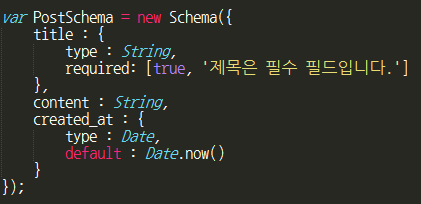 var PostSchema = new Schema({
    title : {
        type : String,
        required: [true, '제목은 필수 필드입니다.']
    },
    content : String,
    created_at : {
        type : Date,
        default : Date.now()
    }
});